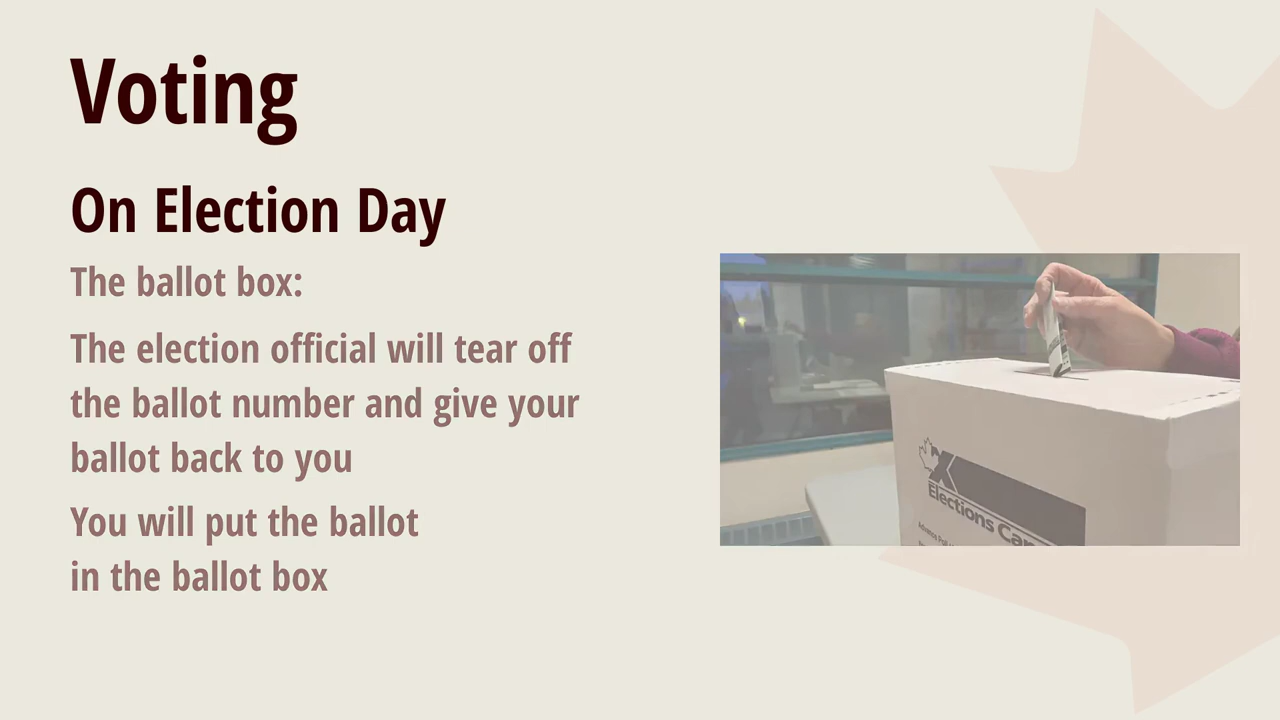 Voting
On Election Day
The ballot box:
The election official will tear off
the ballot number and give your
ballot back to you
You will put the ballot
in the ballot box
Elections